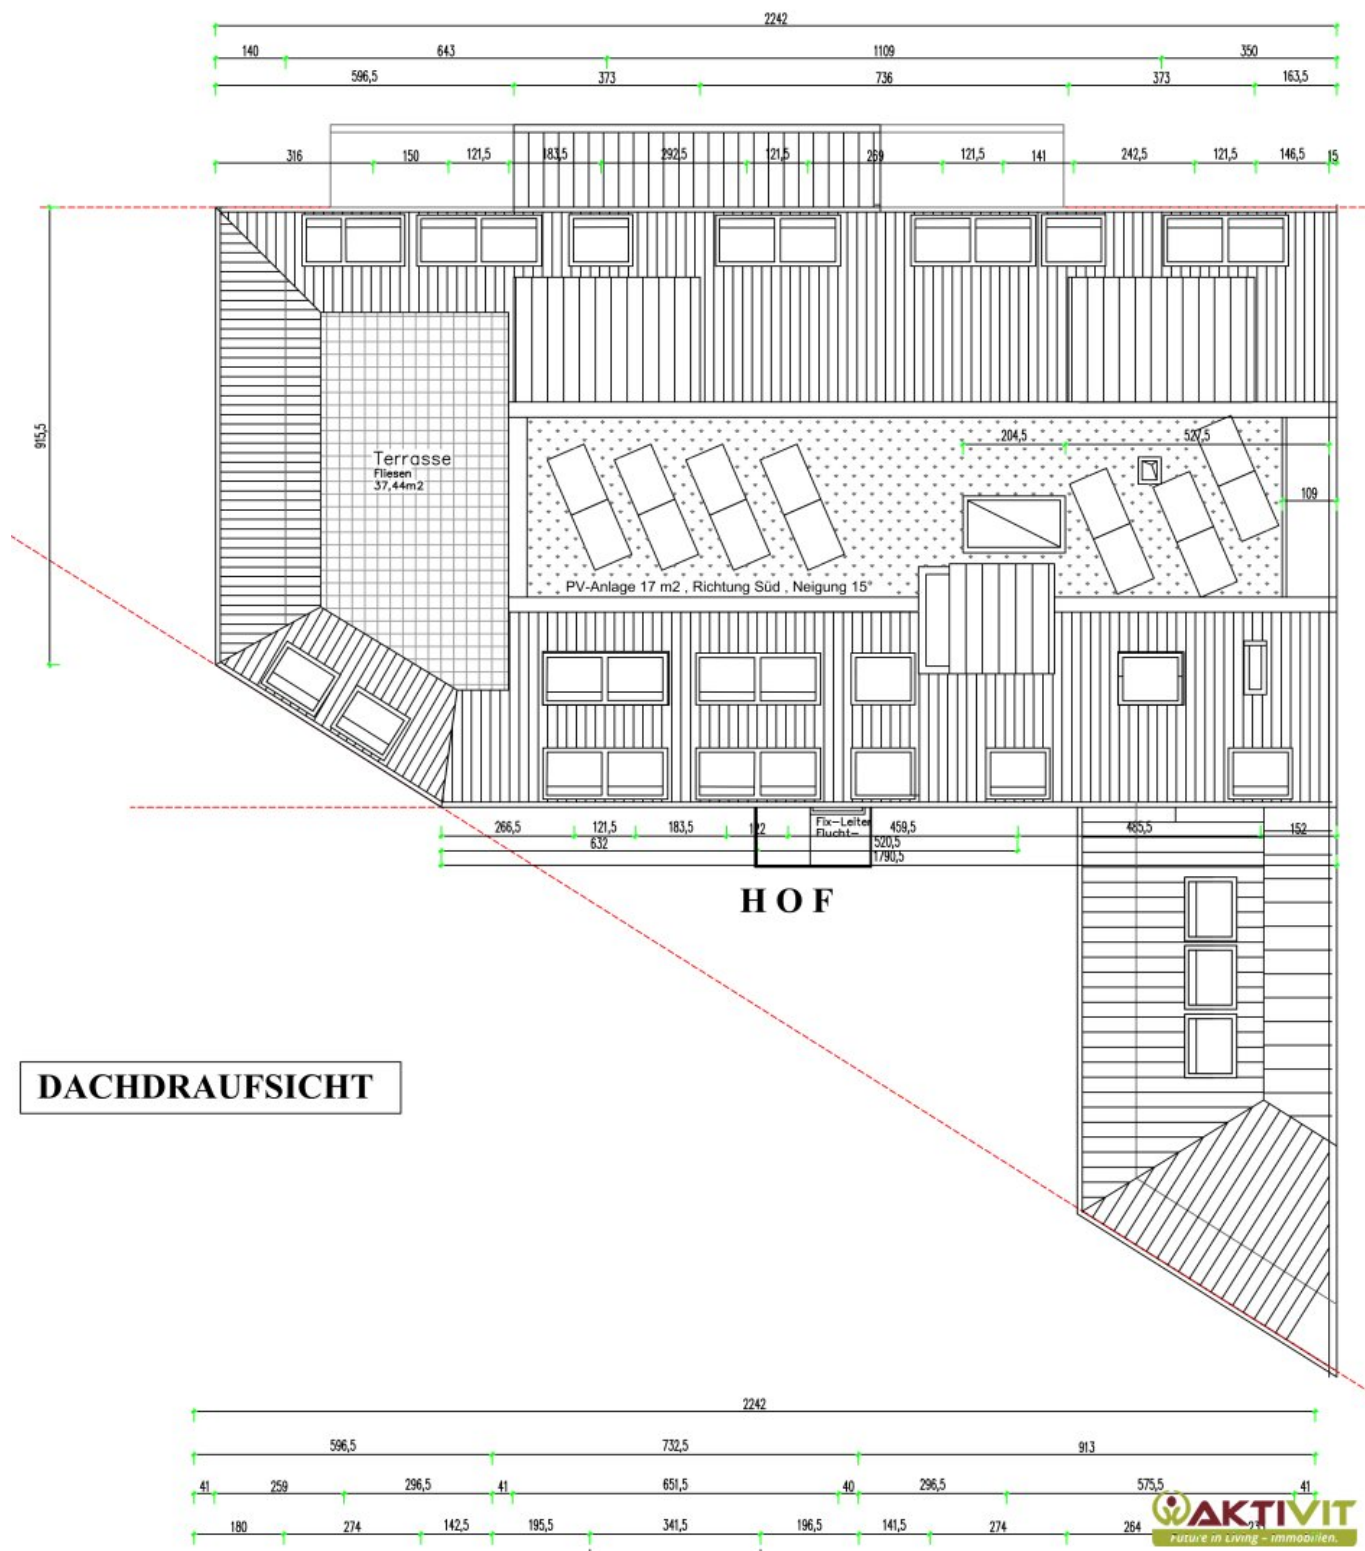 2242
140 643 1109 350
596,5 373 736 373 163,5
316 150 121,5 183,5 292,5 121,5 269 121,5 141 242,5 121,5 146,5 15
915,5
204,5 527,5
Terrasse
Fliesen
37,44m2
109
PV-Anlage 17 m2 , Richtung Süd , Neigung 15°
Fix-Leiter
Flucht-
266,5 121,5 183,5 122 459,5 485,5 152
632 520,5
1790,5
H O F
DACHDRAUFSICHT
2242
596,5 732,5 913
41 259 296,5 41 651,5 40 296,5 575,5 41
180 274 142,5 195,5 341,5 196,5 141,5 274 264
AKTIVIT
Future in Living – Immobilien.